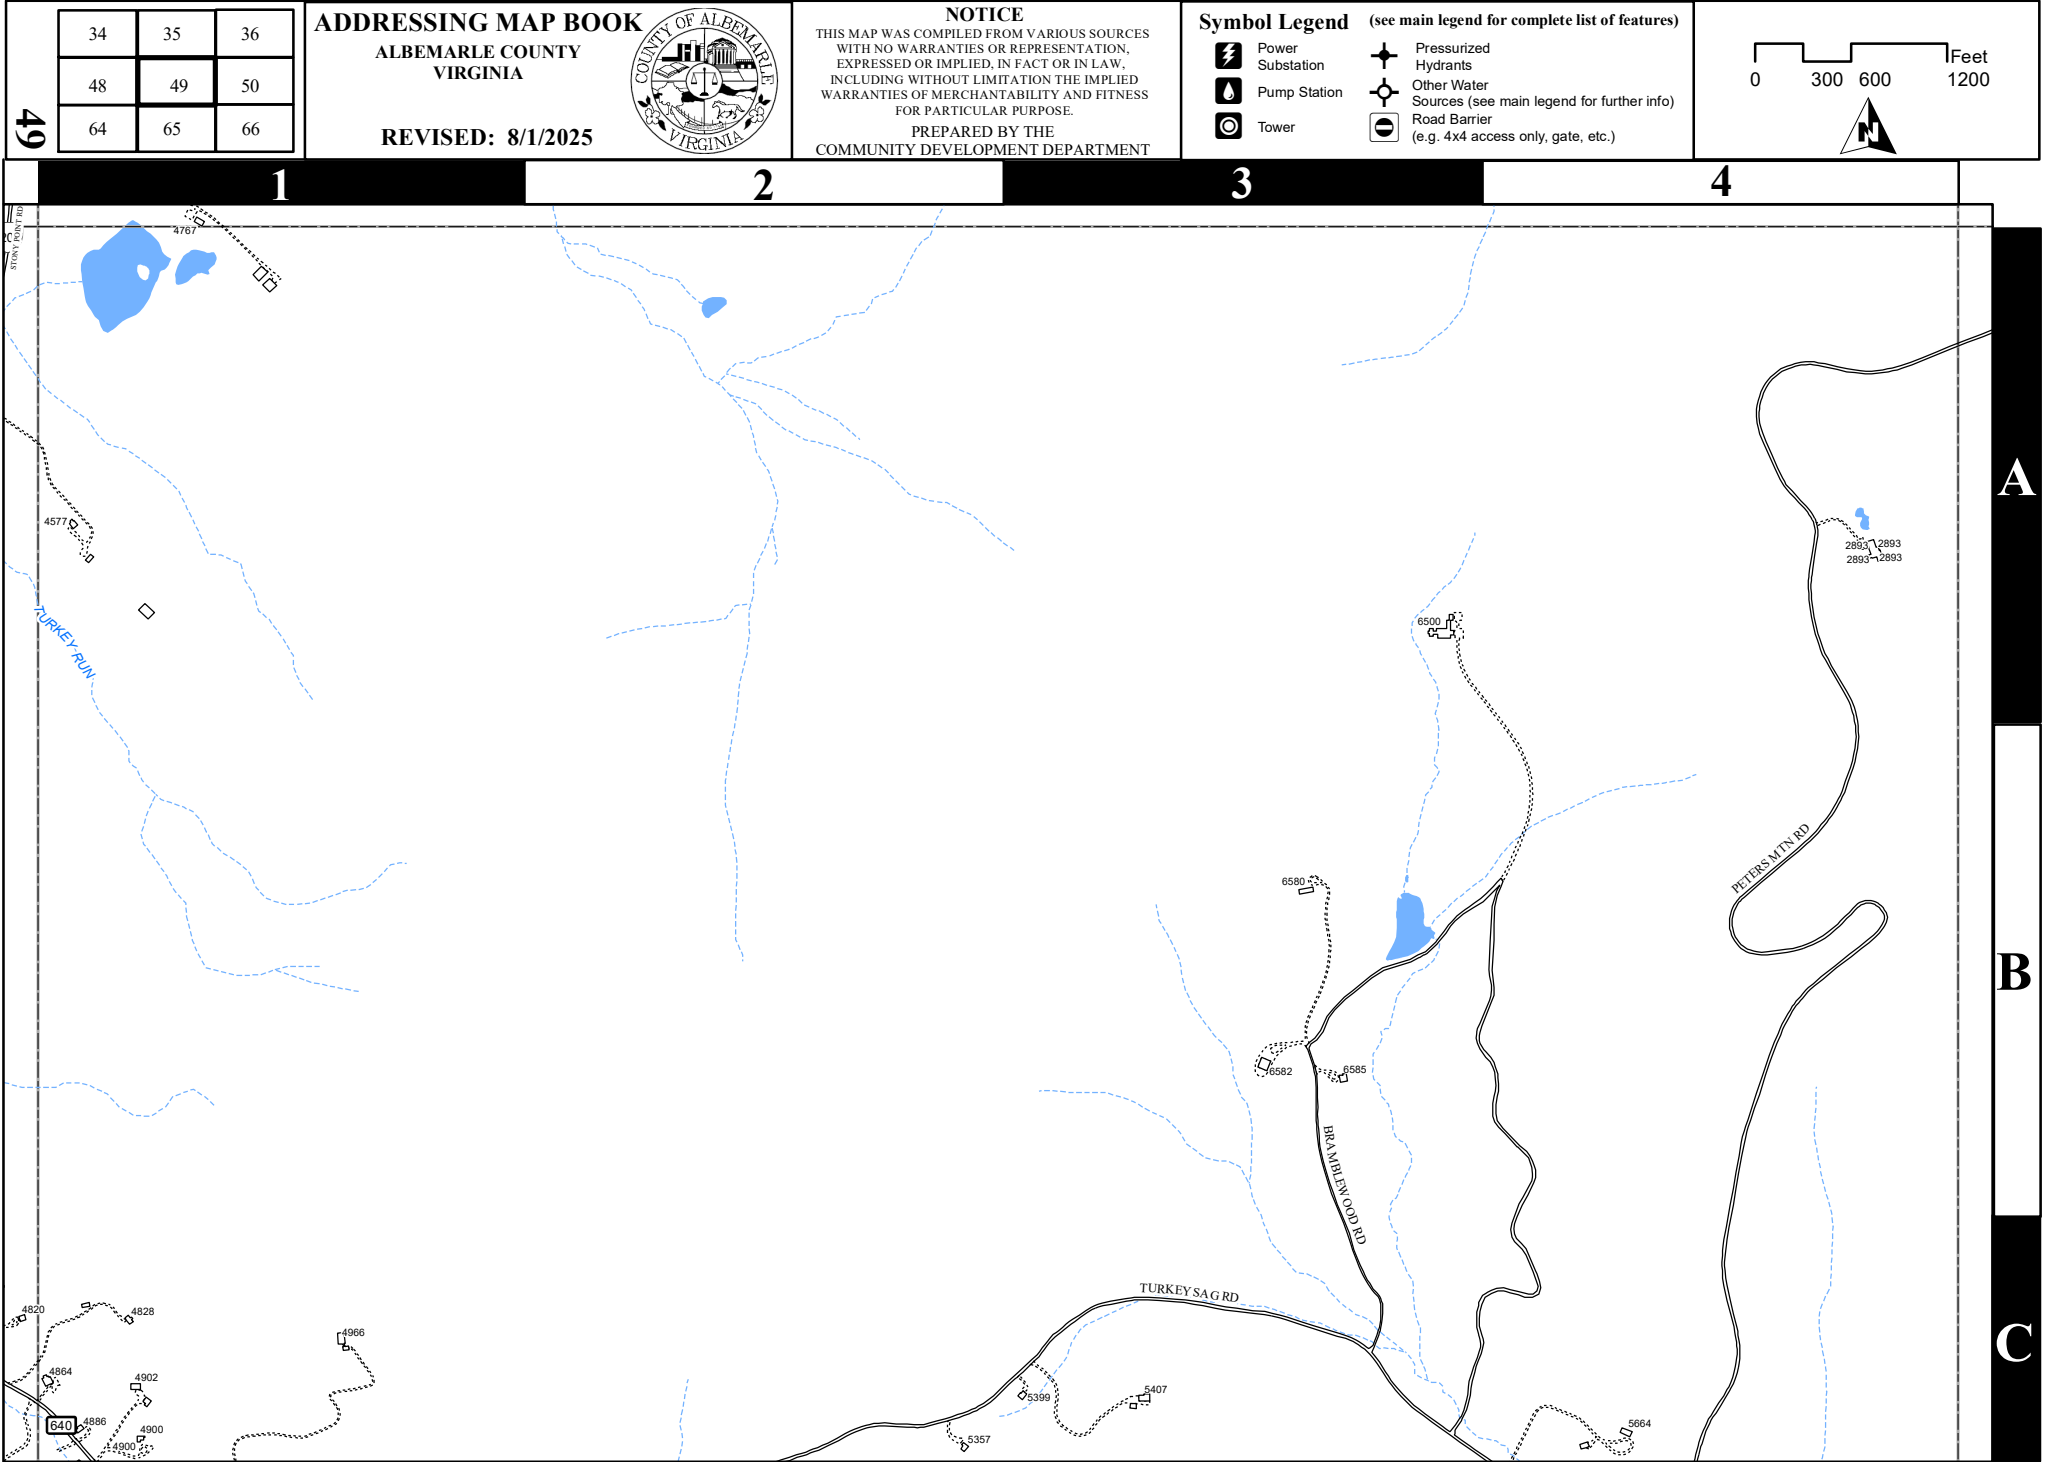 34 35 36
48 49 50
64 65 66
49
ADDRESSING MAP BOOK
ALBEMARLE COUNTY
VIRGINIA
REVISED: 8/1/2025
COUNTY OF ALBEMARLE
VIRGINIA
NOTICE
THIS MAP WAS COMPILED FROM VARIOUS SOURCES
WITH NO WARRANTIES OR REPRESENTATION,
EXPRESSED OR IMPLIED, IN FACT OR IN LAW,
INCLUDING WITHOUT LIMITATION THE IMPLIED
WARRANTIES OF MERCHANTABILITY AND FITNESS
FOR PARTICULAR PURPOSE.
PREPARED BY THE
COMMUNITY DEVELOPMENT DEPARTMENT
Symbol Legend (see main legend for complete list of features)
Power
Substation
Pump Station
Tower
Pressurized
Hydrants
Other Water
Sources (see main legend for further info)
Road Barrier
(e.g. 4x4 access only, gate, etc.)
Feet
0 300 600 1200
N
1 2 3 4
STONY POINT RD
4767
A
4577
2893 2893
2893 2893
TURKEY RUN
6500
PETERS MTN RD
6580
B
6582
6585
BRAMBLEWOOD RD
TURKEY SAG RD
4820
4828
4966
C
4864
4902
5399
5407
640
4886
4900
4900
5357
5664